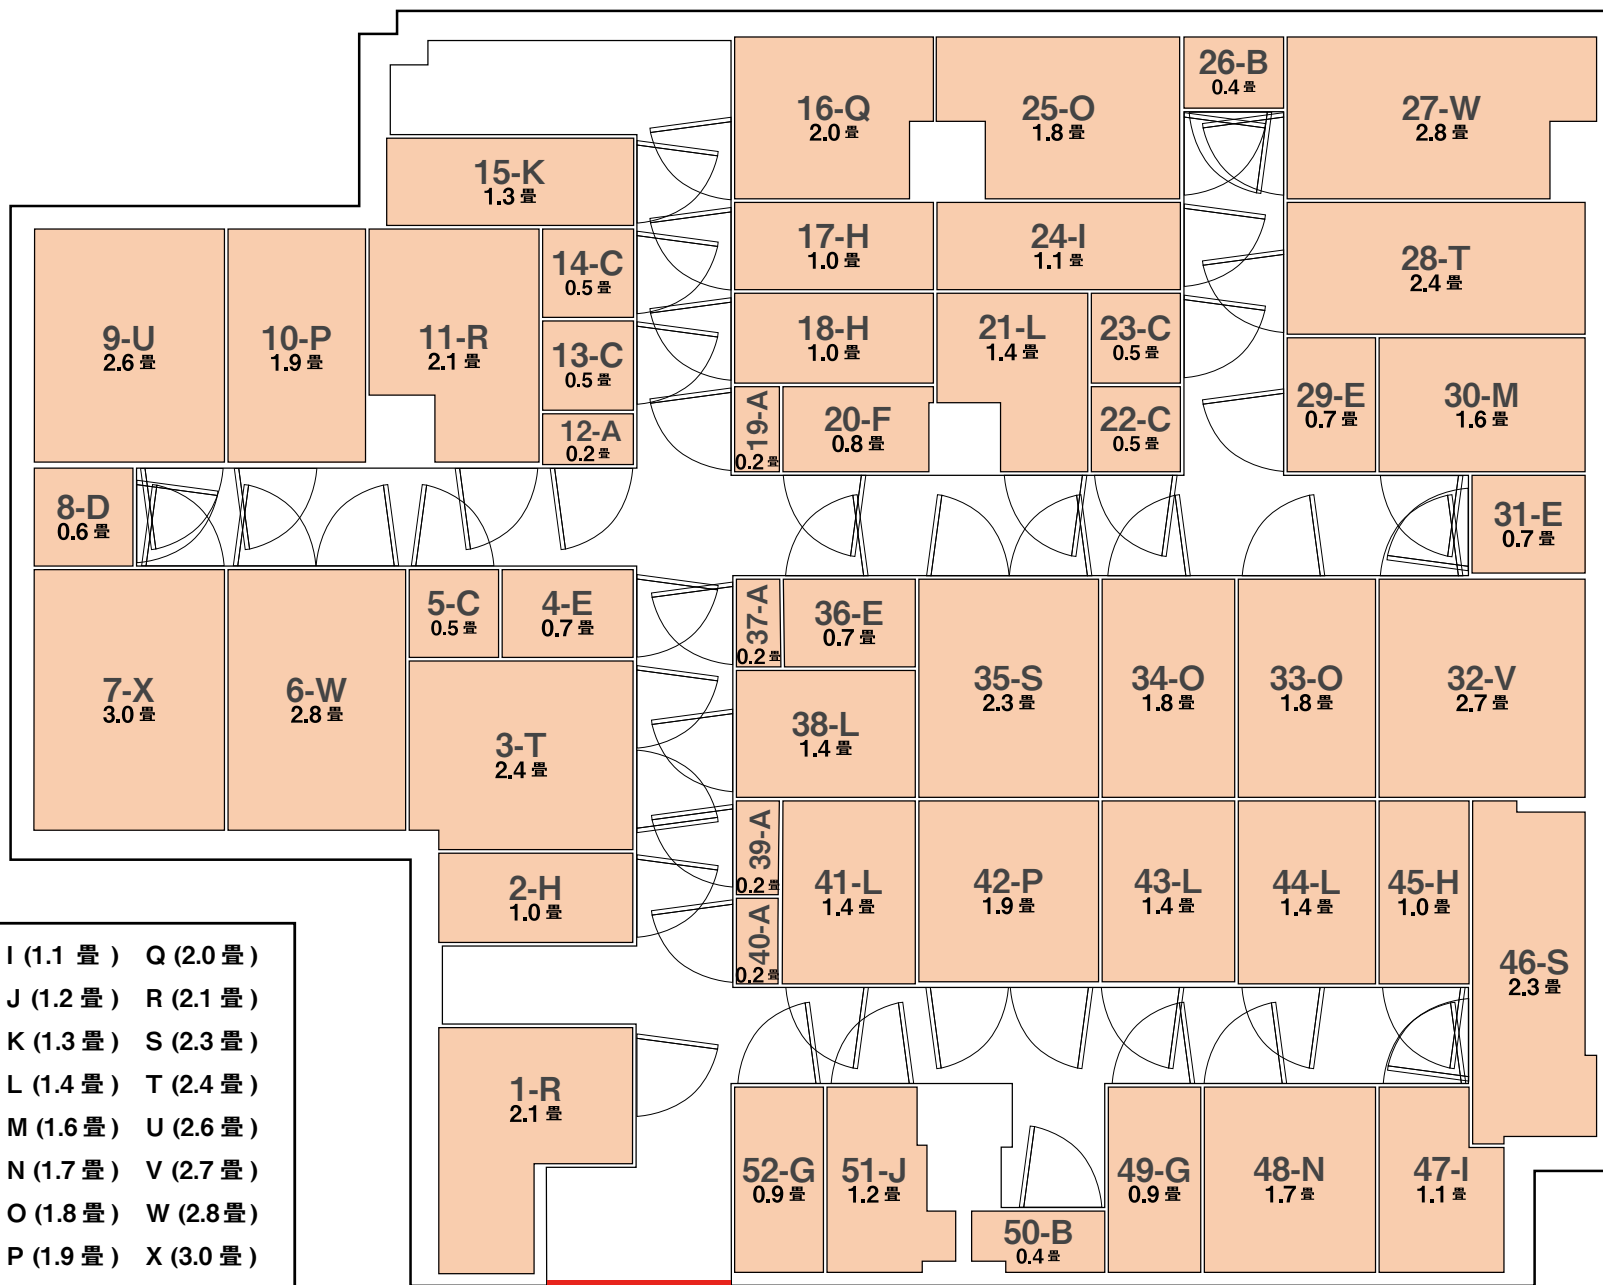 16-Q
2.0 畳
25-O
1.8 畳
26-B
0.4 畳
27-W
2.8 畳
15-K
1.3 畳
17-H
1.0 畳
24-I
1.1 畳
28-T
2.4 畳
14-C
0.5 畳
9-U
2.6 畳
10-P
1.9 畳
11-R
2.1 畳
13-C
0.5 畳
18-H
1.0 畳
21-L
1.4 畳
23-C
0.5 畳
12-A
0.2 畳
19-A
0.2 畳
20-F
0.8 畳
22-C
0.5 畳
29-E
0.7 畳
30-M
1.6 畳
8-D
0.6 畳
31-E
0.7 畳
7-X
3.0 畳
6-W
2.8 畳
5-C
0.5 畳
4-E
0.7 畳
37-A
0.2 畳
36-E
0.7 畳
35-S
2.3 畳
34-O
1.8 畳
33-O
1.8 畳
32-V
2.7 畳
3-T
2.4 畳
38-L
1.4 畳
2-H
1.0 畳
39-A
0.2 畳
40-A
0.2 畳
41-L
1.4 畳
42-P
1.9 畳
43-L
1.4 畳
44-L
1.4 畳
45-H
1.0 畳
46-S
2.3 畳
1-R
2.1 畳
52-G
0.9 畳
51-J
1.2 畳
50-B
0.4 畳
49-G
0.9 畳
48-N
1.7 畳
47-I
1.1 畳
I (1.1 畳 ) Q (2.0 畳 )
J (1.2 畳 ) R (2.1 畳 )
K (1.3 畳 ) S (2.3 畳 )
L (1.4 畳 ) T (2.4 畳 )
M (1.6 畳 ) U (2.6 畳 )
N (1.7 畳 ) V (2.7 畳 )
O (1.8 畳 ) W (2.8 畳 )
P (1.9 畳 ) X (3.0 畳 )